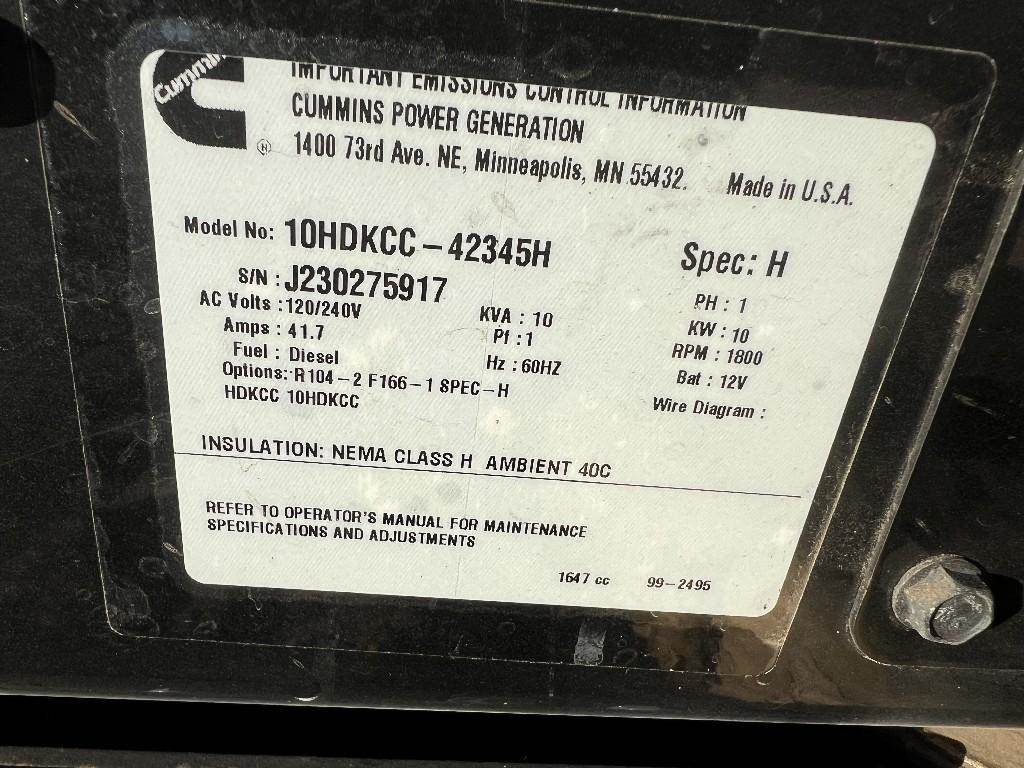 Cummins
IMPORTANT EMISSIONS CONTROL INFORMATION
CUMMINS POWER GENERATION
1400 73rd Ave. NE, Minneapolis, MN 55432. Made in U.S.A.
Model No: 10HDKCC-42345H Spec: H
S/N : J230275917
AC Volts : 120/240V KVA : 10 PH : 1
Amps : 41.7 Pf : 1 KW : 10
Fuel : Diesel Hz : 60HZ RPM : 1800
Options: R104-2 F166-1 SPEC-H Bat : 12V
HDKCC 10HDKCC Wire Diagram :
INSULATION: NEMA CLASS H AMBIENT 40C
REFER TO OPERATOR'S MANUAL FOR MAINTENANCE
SPECIFICATIONS AND ADJUSTMENTS
1647 cc 99-2495